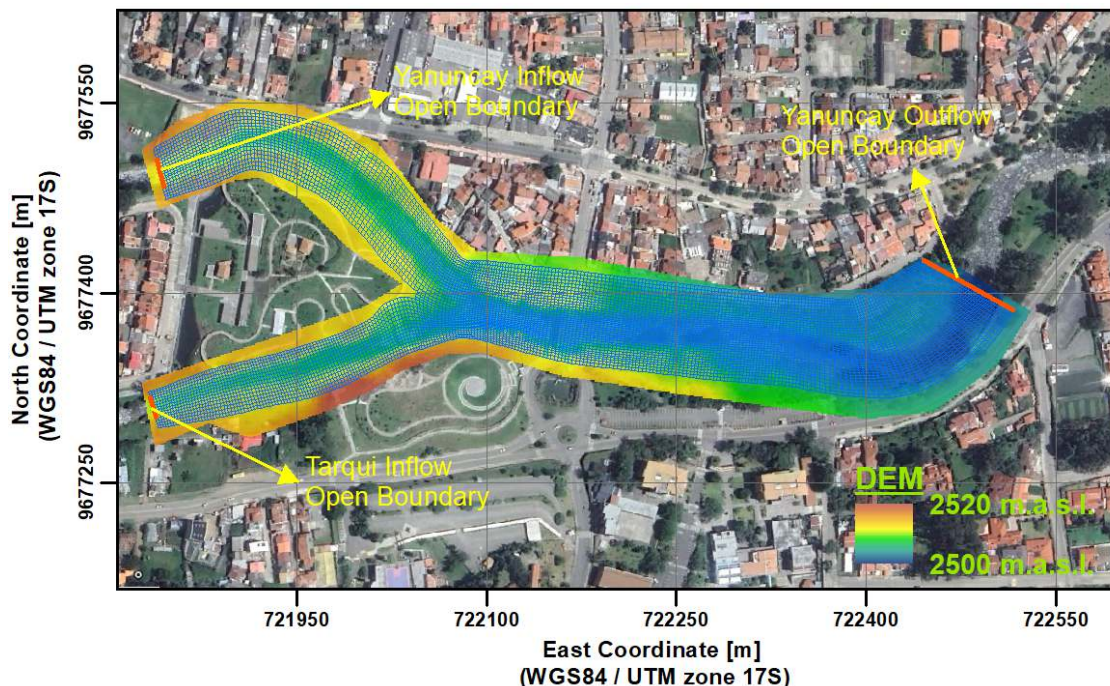 North Coordinate [m]
(WGS84 / UTM zone 17S)
9677550
9677400
9677250
Yanuncay Inflow
Open Boundary
Yanuncay Outflow
Open Boundary
Tarqui Inflow
Open Boundary
DEM
2520 m.a.s.l.
2500 m.a.s.l.
721950
722100
722250
722400
722550
East Coordinate [m]
(WGS84 / UTM zone 17S)